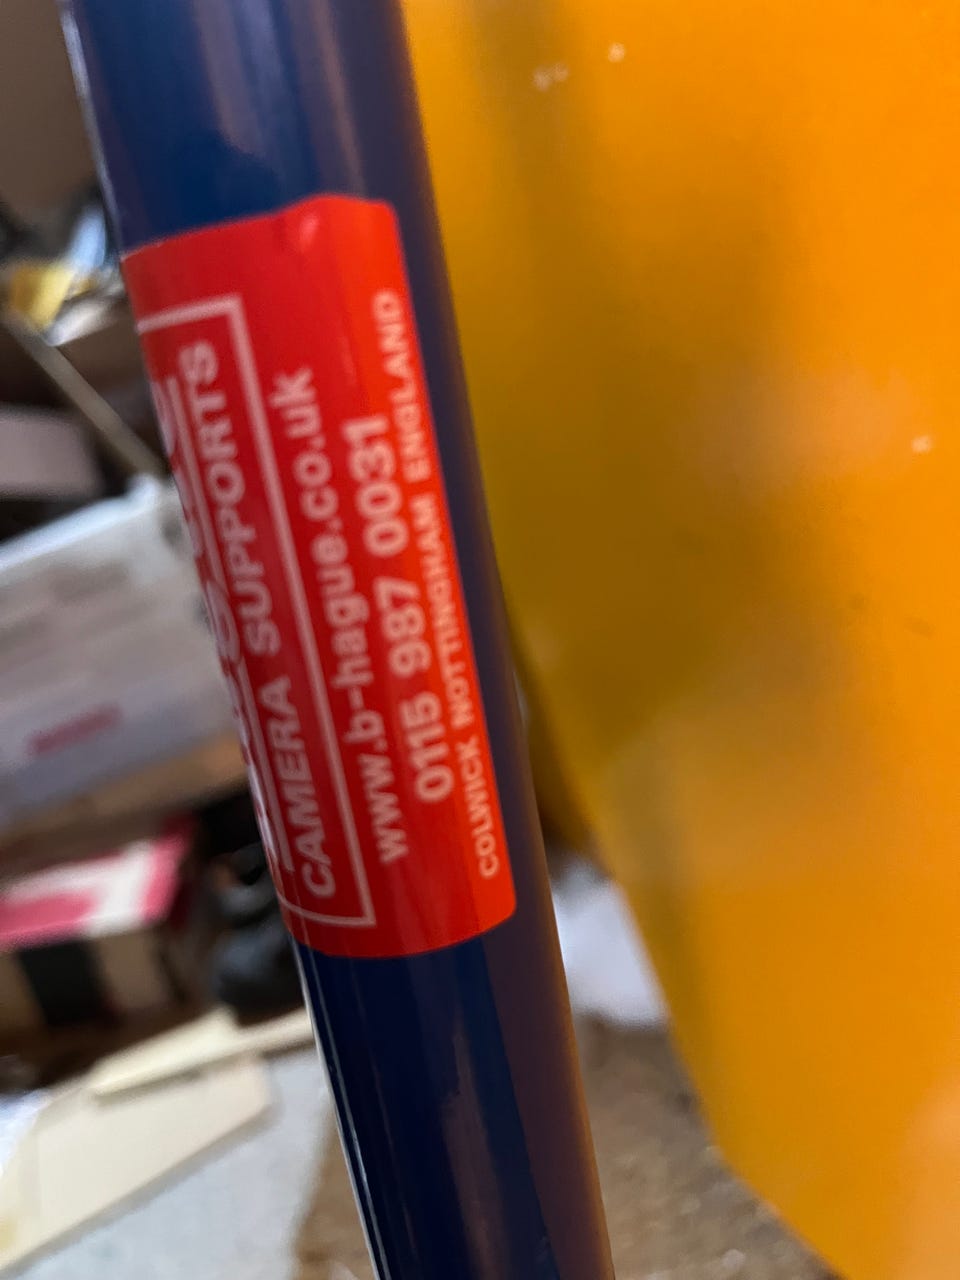 CAMERA SUPPORTS
www.b-hague.co.uk
0115 987 0031
COLWICK NOTTINGHAM ENGLAND